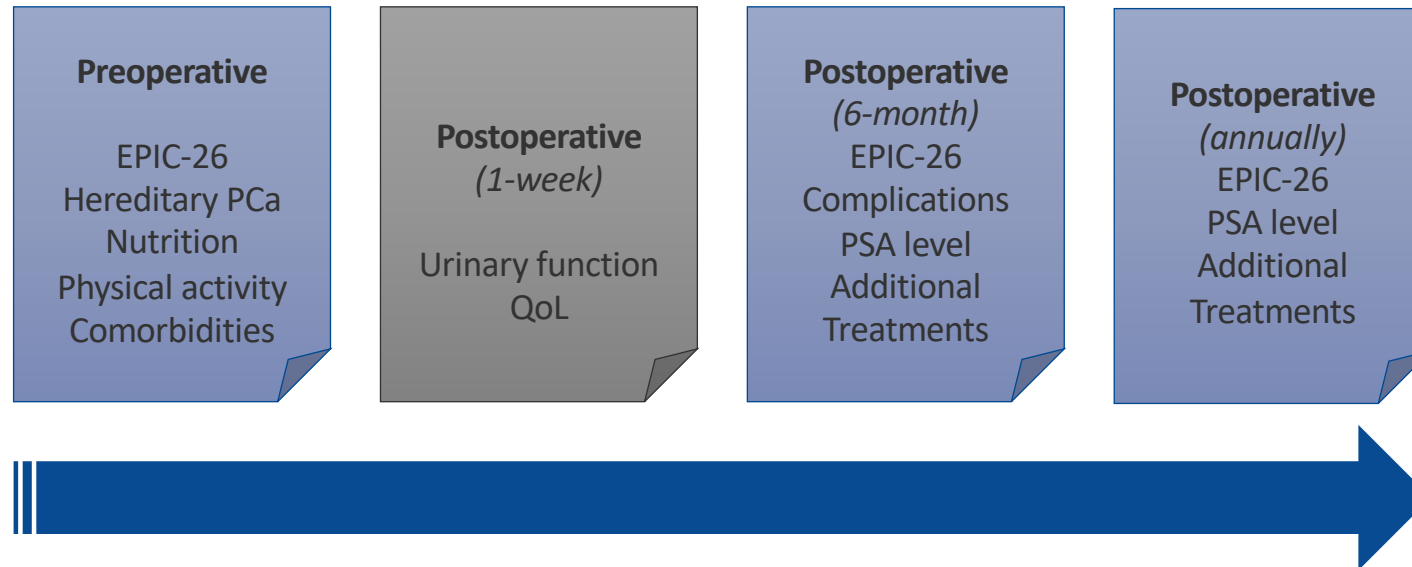 Preoperative
EPIC-26
Hereditary PCa
Nutrition
Physical activity
Comorbidities
Postoperative
(1-week)
Urinary function
QoL
Postoperative
(6-month)
EPIC-26
Complications
PSA level
Additional
Treatments
Postoperative
(annually)
EPIC-26
PSA level
Additional
Treatments